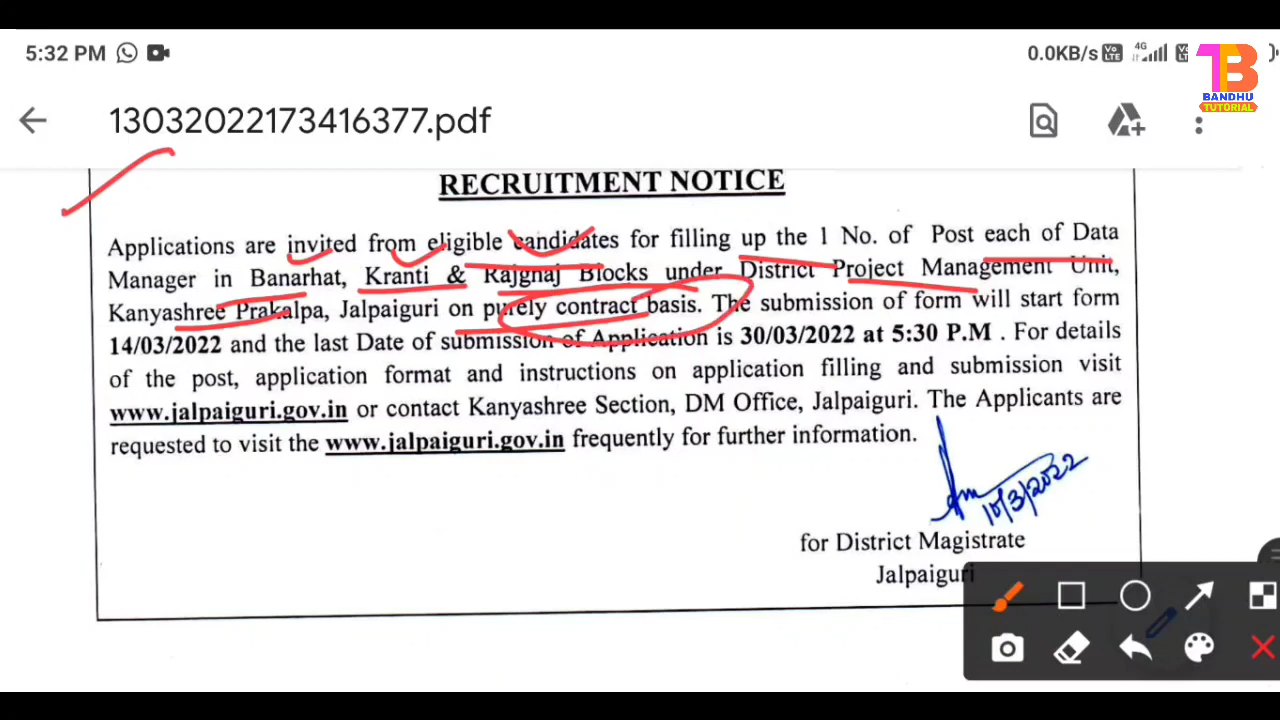 5:32 PM
0.0KB/s Vo LTE 4G
TB
BANDHU
TUTORIAL
13032022173416377.pdf
RECRUITMENT NOTICE
Applications are invited from eligible candidates for filling up the 1 No. of Post each of Data
Manager in Banarhat, Kranti & Rajgnaj Blocks under District Project Management Unit,
Kanyashree Prakalpa, Jalpaiguri on purely contract basis. The submission of form will start form
14/03/2022 and the last Date of submission of Application is 30/03/2022 at 5:30 P.M . For details
of the post, application format and instructions on application filling and submission visit
www.jalpaiguri.gov.in or contact Kanyashree Section, DM Office, Jalpaiguri. The Applicants are
requested to visit the www.jalpaiguri.gov.in frequently for further information.
10/3/2022
for District Magistrate
Jalpaiguri